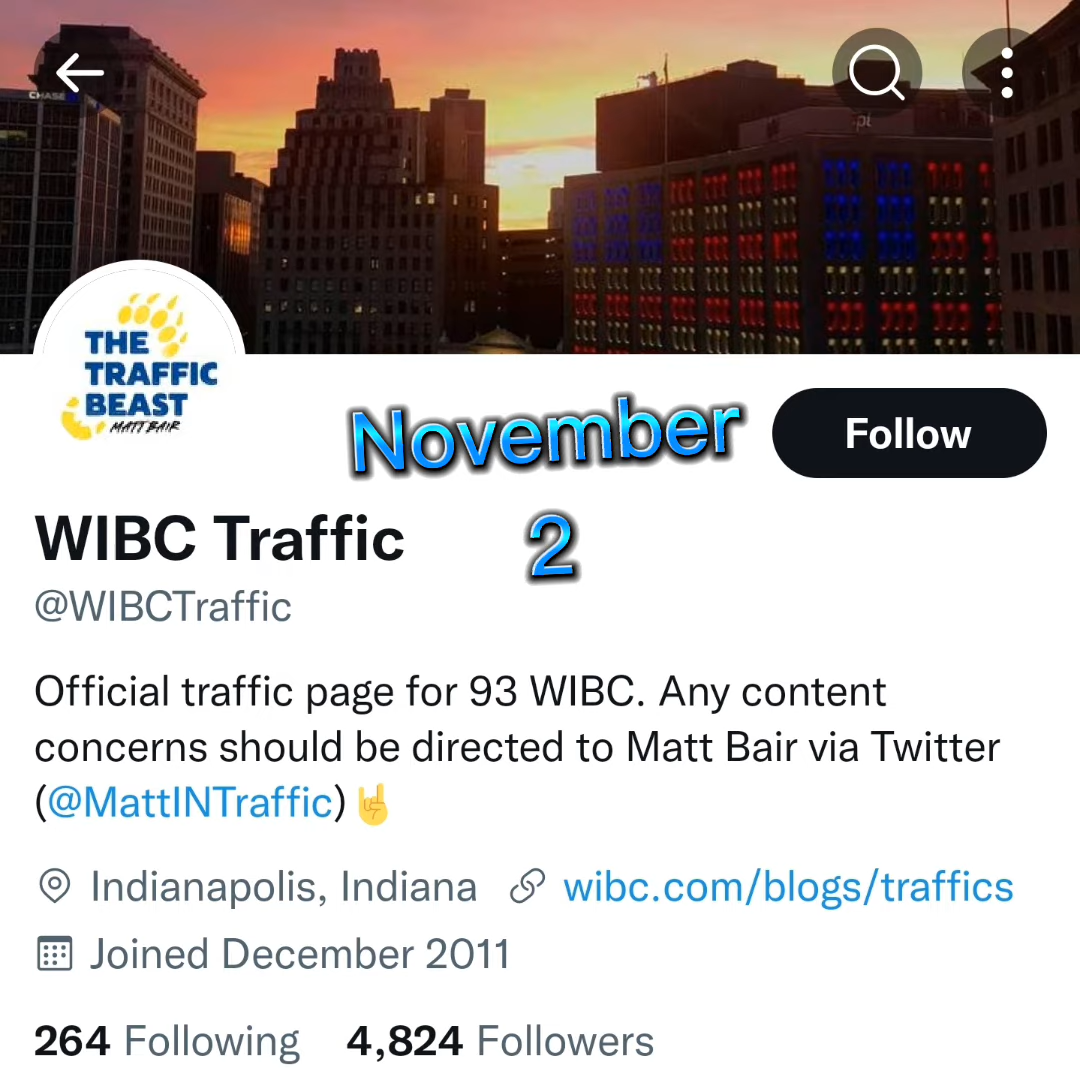 CHASE
THE
TRAFFIC
BEAST
MATT BAIR
November
2
Follow
WIBC Traffic
@WIBCTraffic
Official traffic page for 93 WIBC. Any content
concerns should be directed to Matt Bair via Twitter
(@MattINTraffic)🤘
Indianapolis, Indiana wibc.com/blogs/traffics
Joined December 2011
264 Following 4,824 Followers